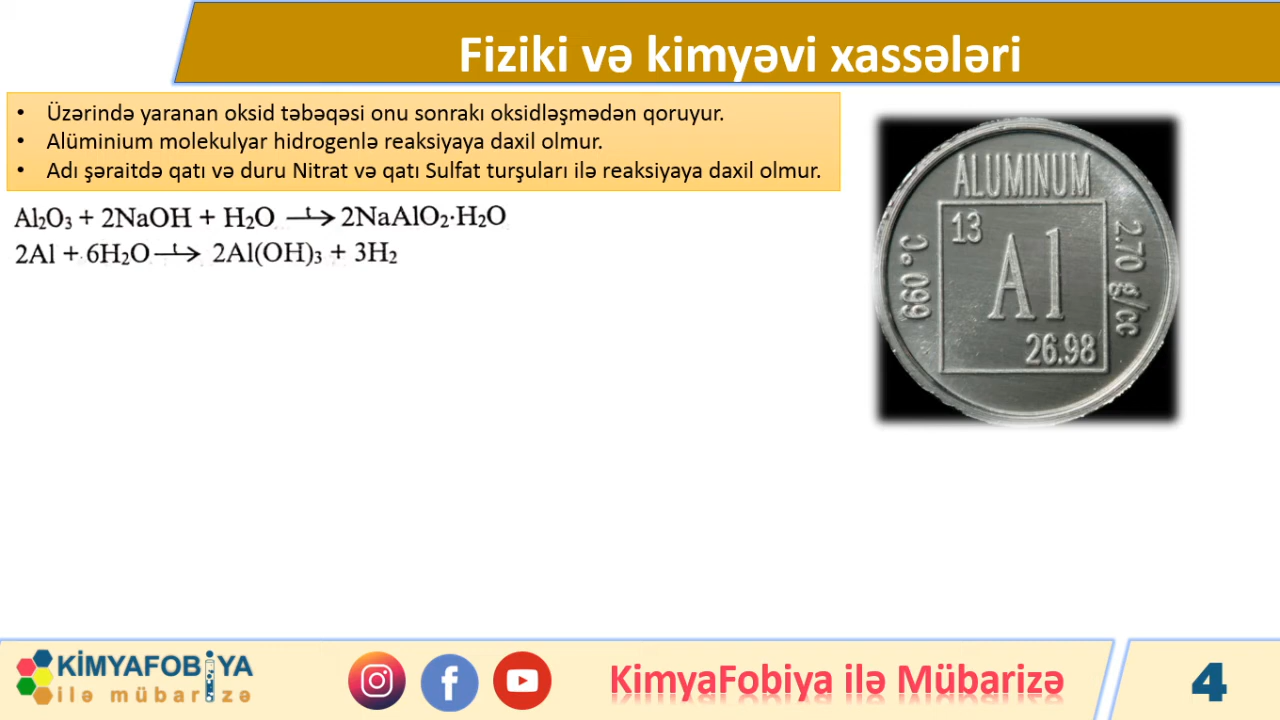 Fiziki və kimyəvi xassələri
• Üzərində yaranan oksid təbəqəsi onu sonrakı oksidləşmədən qoruyur.
• Alüminium molekulyar hidrogenlə reaksiyaya daxil olmur.
• Adı şəraitdə qatı və duru Nitrat və qatı Sulfat turşuları ilə reaksiyaya daxil olmur.
Al₂O₃ + 2NaOH + H₂O —t→ 2NaAlO₂·H₂O
2Al + 6H₂O —t→ 2Al(OH)₃ + 3H₂
ALUMINUM
13
Al
26.98
660 °C
2.70 g/cc
KİMYAFOBİYA
ilə mübarizə
KimyaFobiya ilə Mübarizə
4